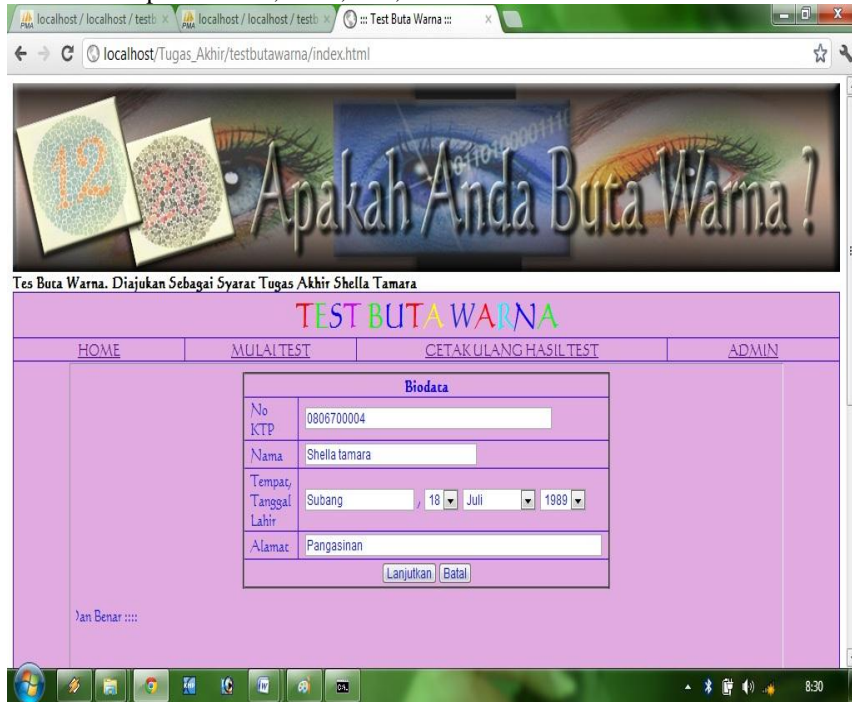 localhost / localhost / testb
localhost / localhost / testb
::: Test Buta Warna :::
localhost/Tugas_Akhir/testbutawarna/index.html
12
Apakah Anda Buta Warna ?
Tes Buta Warna. Diajukan Sebagai Syarat Tugas Akhir Shella Tamara
TEST BUTA WARNA
HOME MULAI TEST CETAK ULANG HASIL TEST ADMIN
Biodata
No
KTP 0806700004
Nama Shella tamara
Tempat,
Tanggal
Lahir Subang , 18 Juli 1989
Alamat Pangasinan
Lanjutkan Batal
Dan Benar ::::
8:30